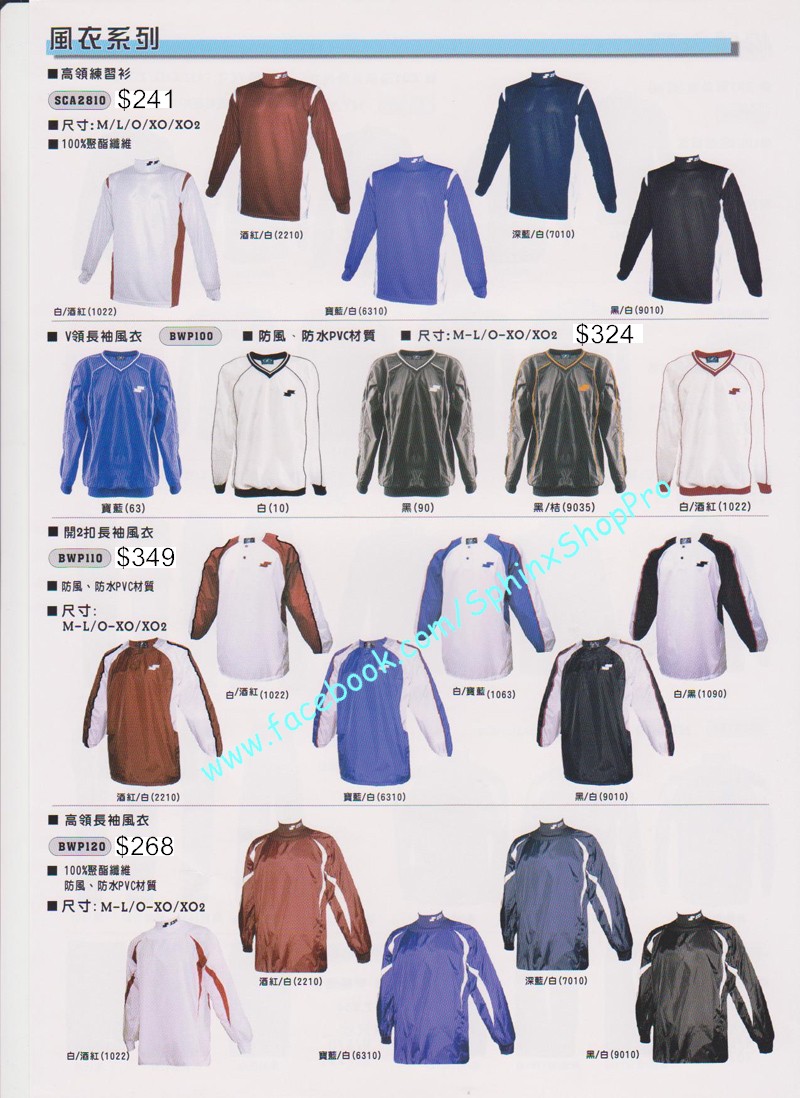 風衣系列
■高領練習衫
SCA2810 $241
■尺寸:M/L/O/XO/XO2
■100%聚酯纖維
酒紅/白(2210)
深藍/白(7010)
白/酒紅(1022)
寶藍/白(6310)
黑/白(9010)
■ V領長袖風衣 BWP100 ■防風、防水PVC材質 ■尺寸:M-L/O-XO/XO2 $324
寶藍(63)
白(10)
黑(90)
黑/桔(9035)
白/酒紅(1022)
■開2扣長袖風衣
BWP110 $349
■防風、防水PVC材質
■尺寸:
M-L/O-XO/XO2
白/酒紅(1022)
白/寶藍(1063)
白/黑(1090)
酒紅/白(2210)
寶藍/白(6310)
黑/白(9010)
www.facebook.com/SphinxShopPro
■高領長袖風衣
BWP120 $268
■ 100%聚酯纖維
防風、防水PVC材質
■尺寸:M-L/O-XO/XO2
酒紅/白(2210)
深藍/白(7010)
白/酒紅(1022)
寶藍/白(6310)
黑/白(9010)